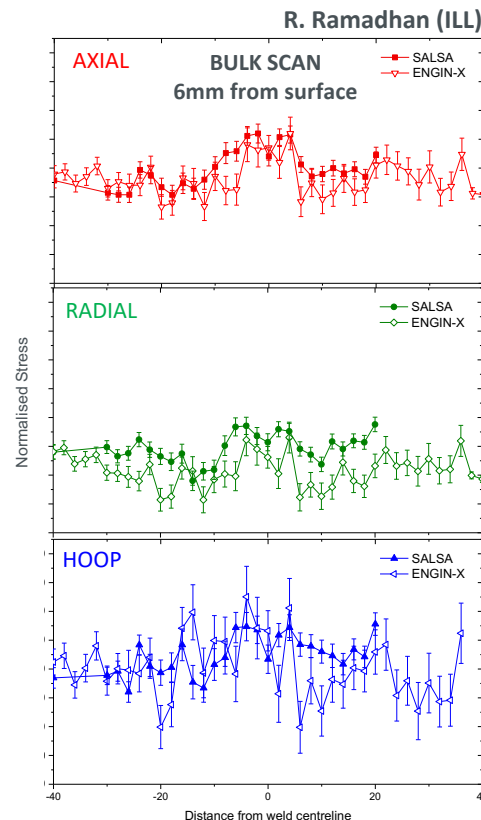 R. Ramadhan (ILL)
AXIAL
BULK SCAN
6mm from surface
SALSA
ENGIN-X
RADIAL
SALSA
ENGIN-X
Normalised Stress
HOOP
SALSA
ENGIN-X
-40 -20 0 20 40
Distance from weld centreline